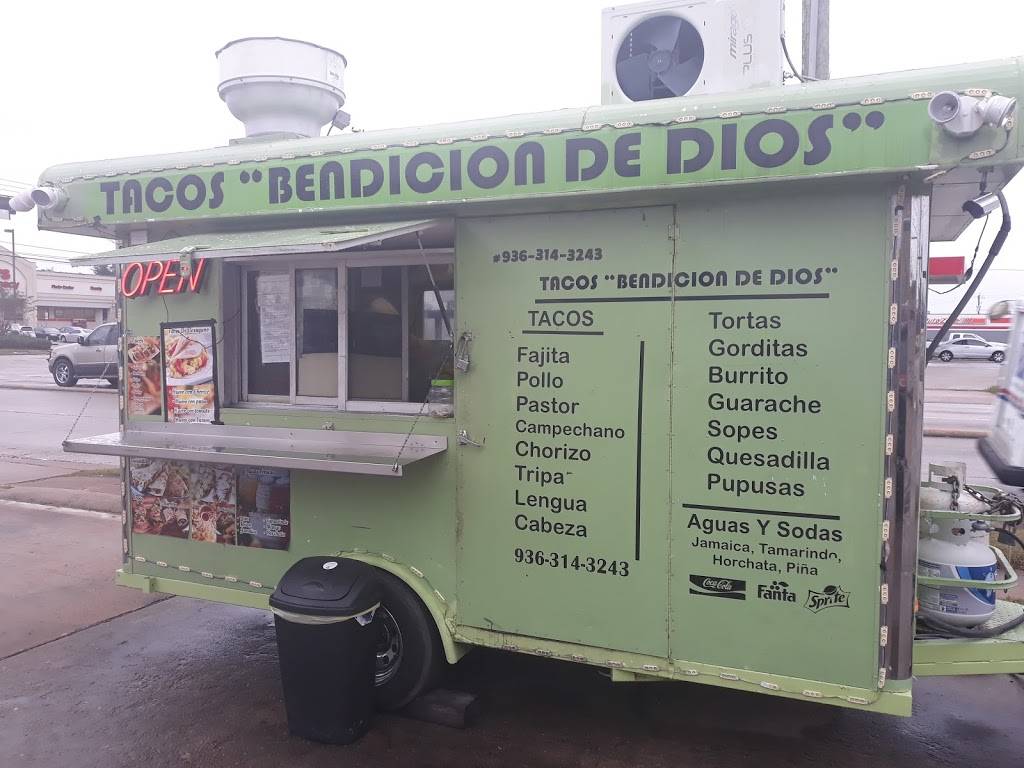 mirage
PLUS
TACOS "BENDICION DE DIOS"
OPEN
#936-314-3243
TACOS "BENDICION DE DIOS"
TACOS
Fajita
Pollo
Pastor
Campechano
Chorizo
Tripa
Lengua
Cabeza
936-314-3243
Tortas
Gorditas
Burrito
Guarache
Sopes
Quesadilla
Pupusas
Aguas Y Sodas
Jamaica, Tamarindo,
Horchata, Piña
Coca-Cola
Fanta
Sprite